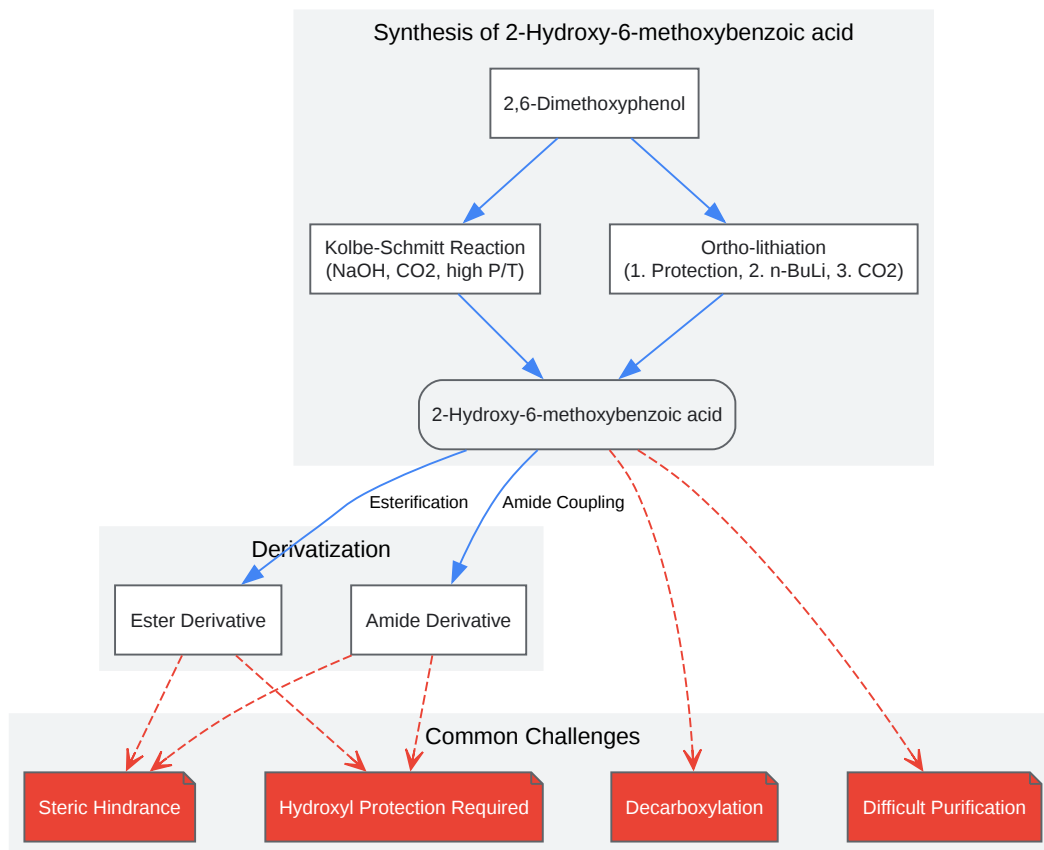 Synthesis of 2-Hydroxy-6-methoxybenzoic acid
2,6-Dimethoxyphenol
Kolbe-Schmitt Reaction
(NaOH, CO2, high P/T)
Ortho-lithiation
(1. Protection, 2. n-BuLi, 3. CO2)
2-Hydroxy-6-methoxybenzoic acid
Esterification
Amide Coupling
Derivatization
Ester Derivative
Amide Derivative
Common Challenges
Steric Hindrance
Hydroxyl Protection Required
Decarboxylation
Difficult Purification